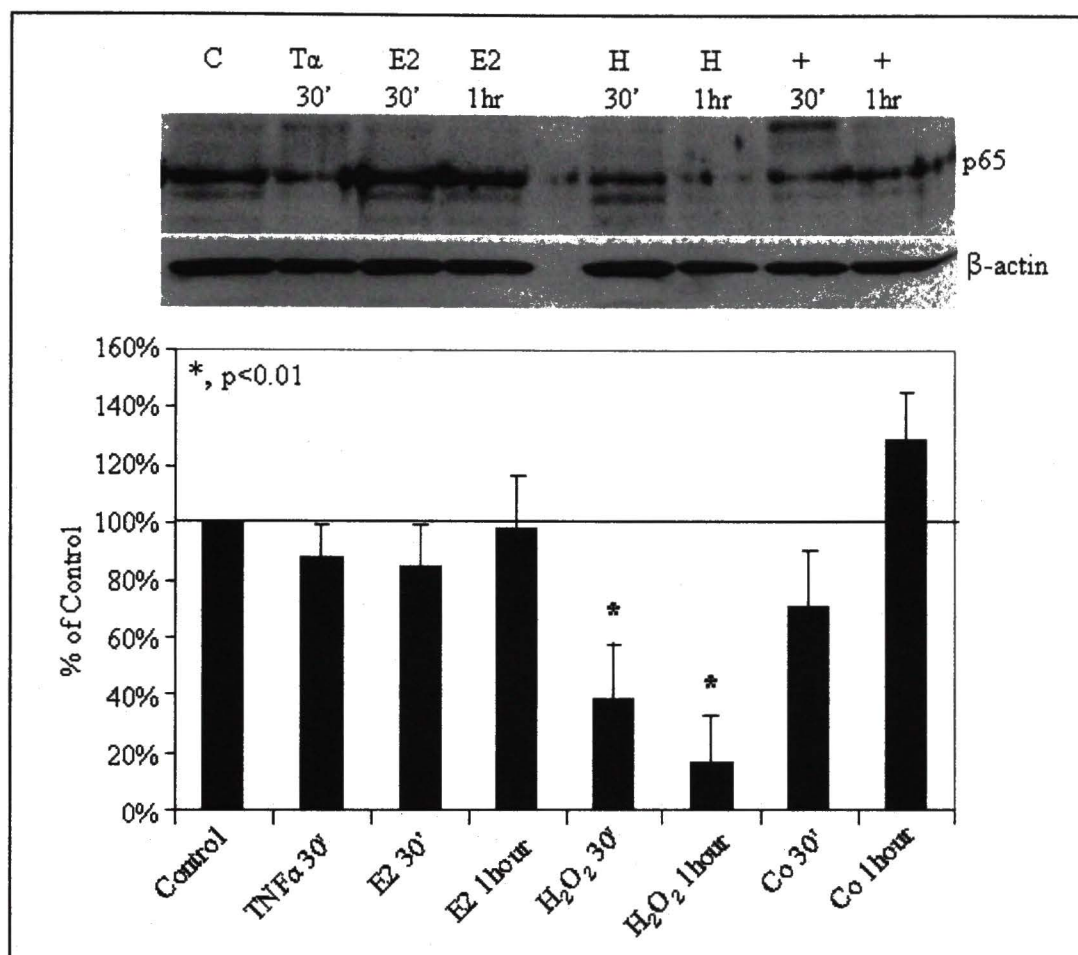 C Tα E2 E2 H H + +
30' 30' 1hr 30' 1hr 30' 1hr
p65
β-actin
160%
*, p<0.01
140%
120%
100%
80%
60%
40%
20%
0%
% of Control
*
*
Control
TNFα 30'
E2 30'
E2 1hour
H₂O₂ 30'
H₂O₂ 1hour
Co 30'
Co 1hour